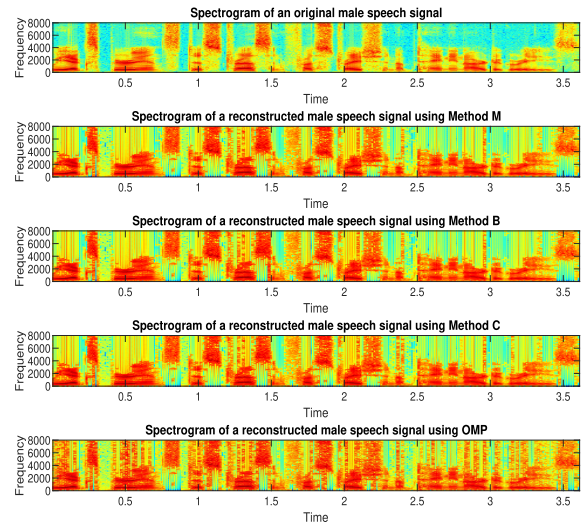 Spectrogram of an original male speech signal
Frequency
8000
6000
4000
2000
0
0.5 1 1.5 2 2.5 3 3.5
Time
Spectrogram of a reconstructed male speech signal using Method M
Frequency
8000
6000
4000
2000
0
0.5 1 1.5 2 2.5 3 3.5
Time
Spectrogram of a reconstructed male speech signal using Method B
Frequency
8000
6000
4000
2000
0
0.5 1 1.5 2 2.5 3 3.5
Time
Spectrogram of a reconstructed male speech signal using Method C
Frequency
8000
6000
4000
2000
0
0.5 1 1.5 2 2.5 3 3.5
Time
Spectrogram of a reconstructed male speech signal using OMP
Frequency
8000
6000
4000
2000
0
0.5 1 1.5 2 2.5 3 3.5
Time